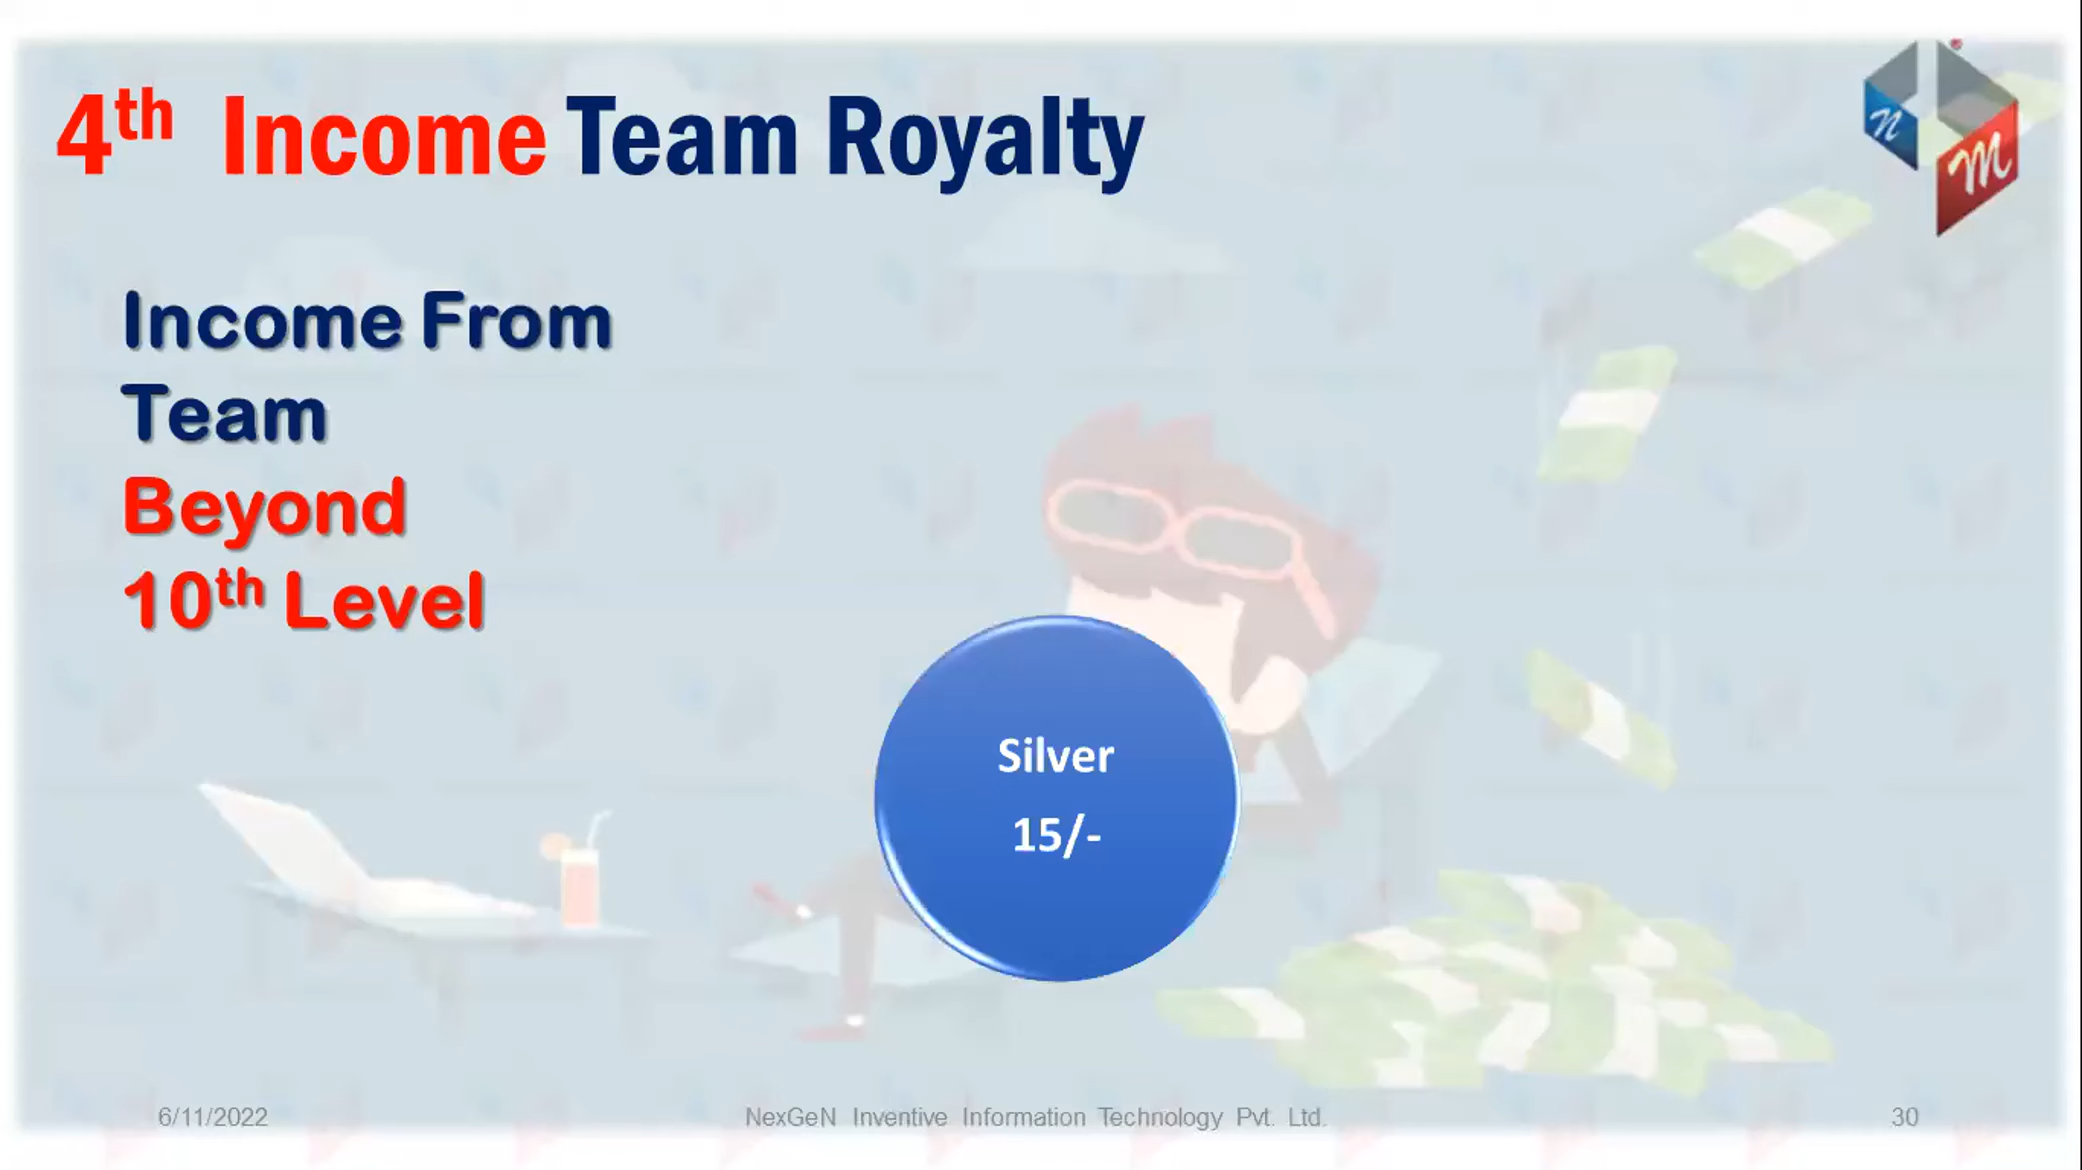 4th Income Team Royalty
n
M
Income From
Team
Beyond
10th Level
Silver
15/-
6/11/2022
NexGeN Inventive Information Technology Pvt. Ltd.
30